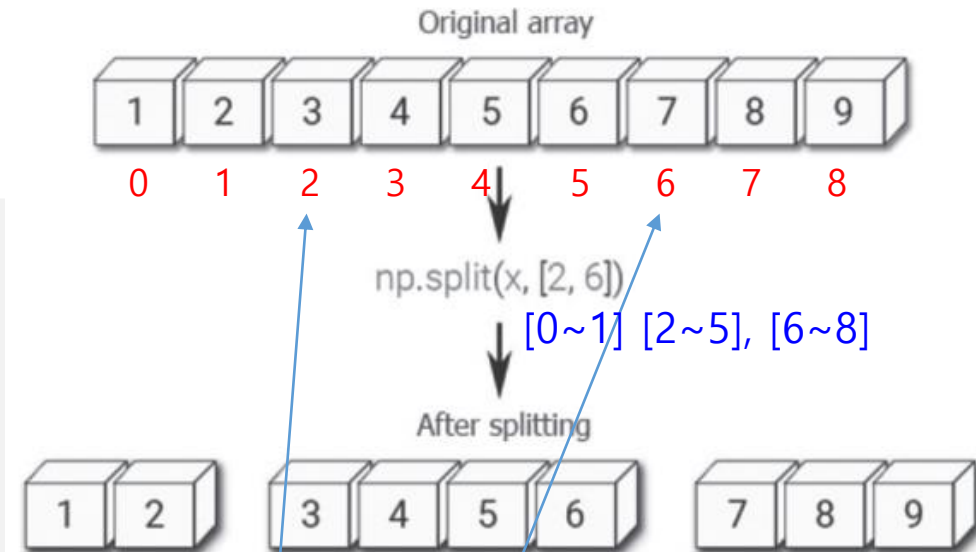 Original array
1 2 3 4 5 6 7 8 9
0 1 2 3 4 5 6 7 8
np.split(x, [2, 6])
[0~1] [2~5], [6~8]
After splitting
1 2 3 4 5 6 7 8 9